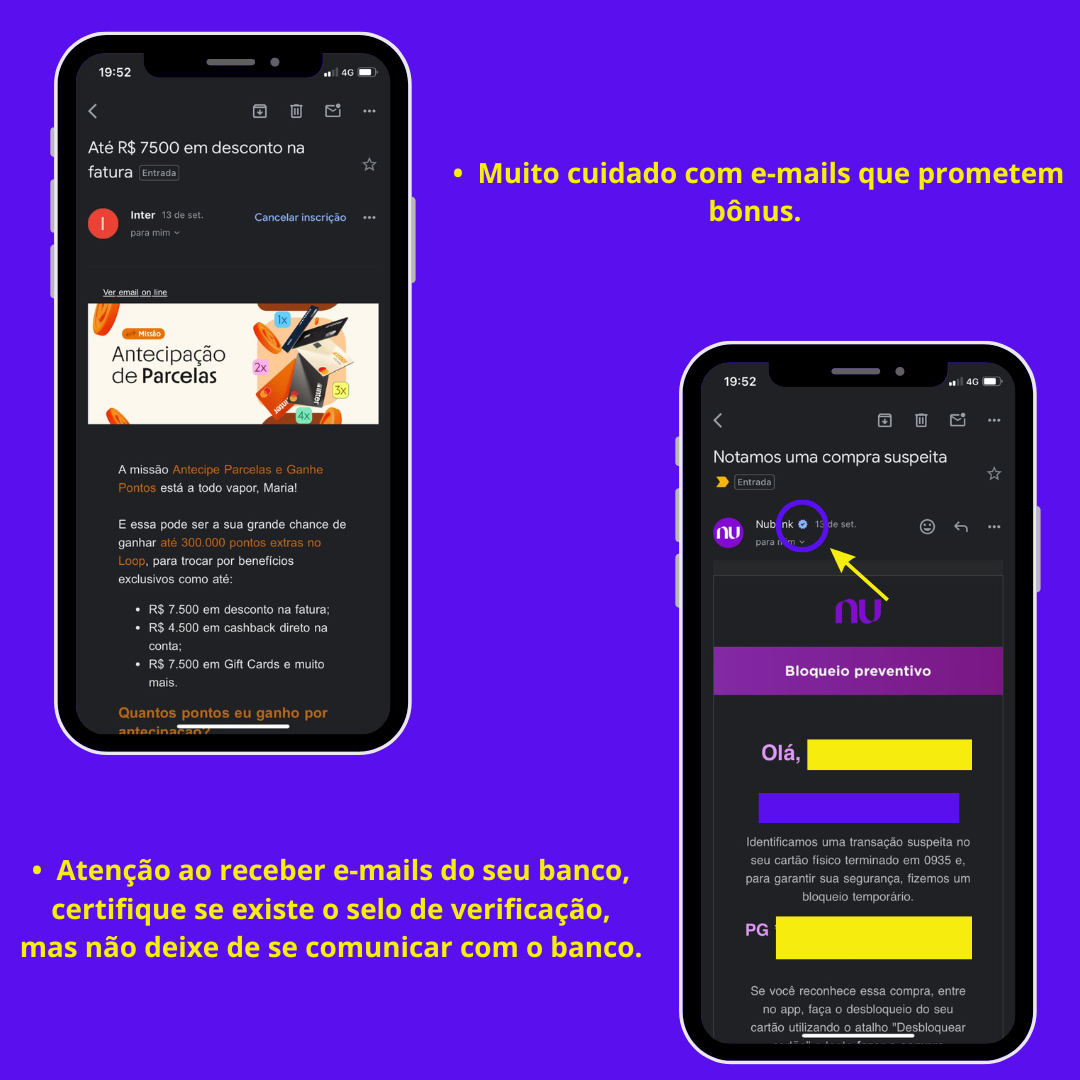 19:52
4G
Até R$ 7500 em desconto na
fatura Entrada
I
Inter 13 de set.
Cancelar inscrição
para mim
Ver email on line
Missão
Antecipação
de Parcelas
1x
2x
3x
4x
inter
inter
A missão Antecipe Parcelas e Ganhe
Pontos está a todo vapor, Maria!
E essa pode ser a sua grande chance de
ganhar até 300.000 pontos extras no
Loop, para trocar por benefícios
exclusivos como até:
• R$ 7.500 em desconto na fatura;
• R$ 4.500 em cashback direto na
conta;
• R$ 7.500 em Gift Cards e muito
mais.
Quantos pontos eu ganho por
antecipação?
• Muito cuidado com e-mails que prometem
bônus.
19:52
4G
Notamos uma compra suspeita
Entrada
nu
Nubank 13 de set.
para mim
nu
Bloqueio preventivo
Olá,
Identificamos uma transação suspeita no
seu cartão físico terminado em 0935 e,
para garantir sua segurança, fizemos um
bloqueio temporário.
PG
Se você reconhece essa compra, entre
no app, faça o desbloqueio do seu
cartão utilizando o atalho "Desbloquear
• Atenção ao receber e-mails do seu banco,
certifique se existe o selo de verificação,
mas não deixe de se comunicar com o banco.